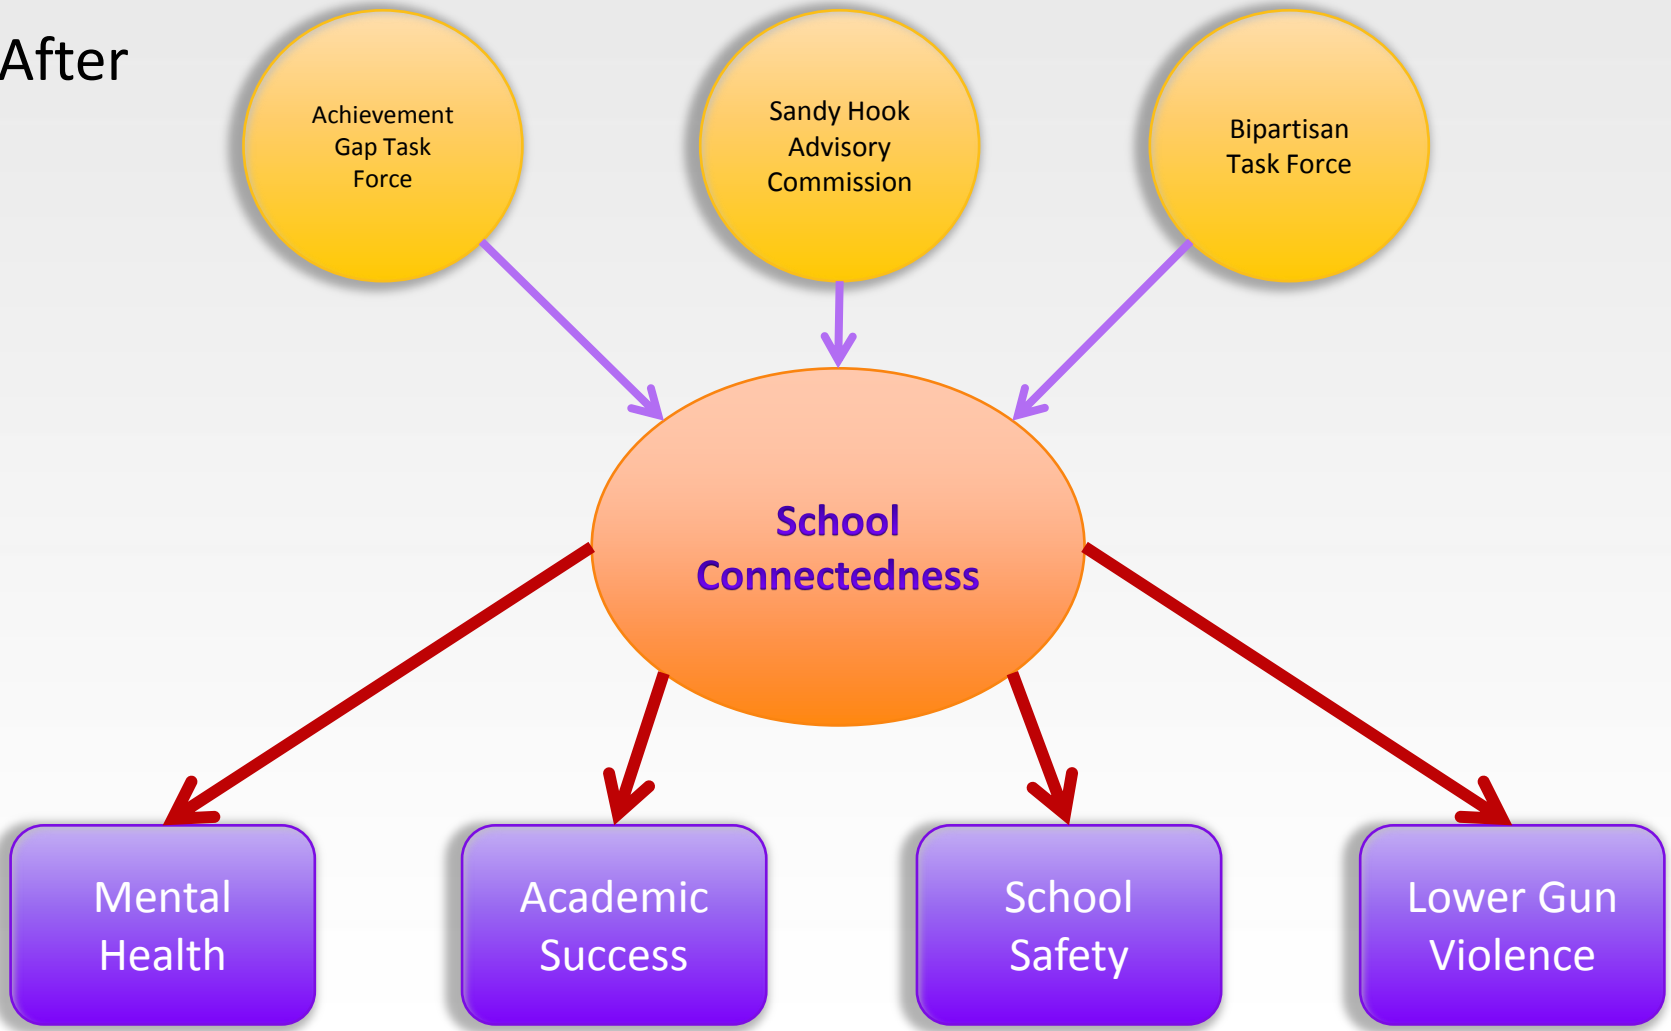 After
Achievement
Gap Task
Force
Sandy Hook
Advisory
Commission
Bipartisan
Task Force
School
Connectedness
Mental
Health
Academic
Success
School
Safety
Lower Gun
Violence